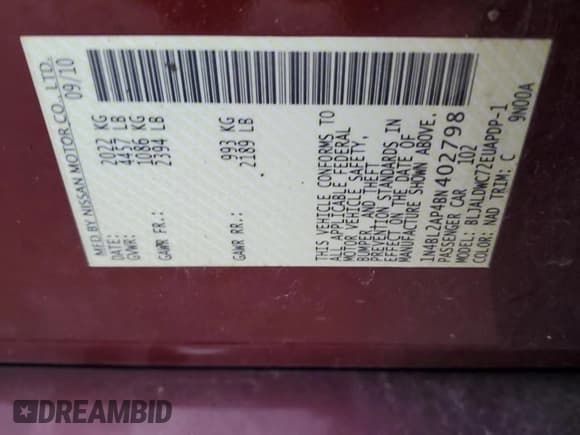 MFD BY NISSAN MOTOR CO., LTD.
DATE: 09/10
GVWR: 2022 KG
4457 LB
GAWR FR.: 1086 KG
2394 LB
GAWR RR.: 993 KG
2189 LB
THIS VEHICLE CONFORMS TO
ALL APPLICABLE FEDERAL
MOTOR VEHICLE SAFETY,
BUMPER, AND THEFT
PREVENTION STANDARDS IN
EFFECT ON THE DATE OF
MANUFACTURE SHOWN ABOVE.
1N4BL2AP4BN402798
PASSENGER CAR 102
MODEL: BLJALDWC72EUAPDP-1
COLOR: NAD TRIM: C 9N00A
DREAMBID